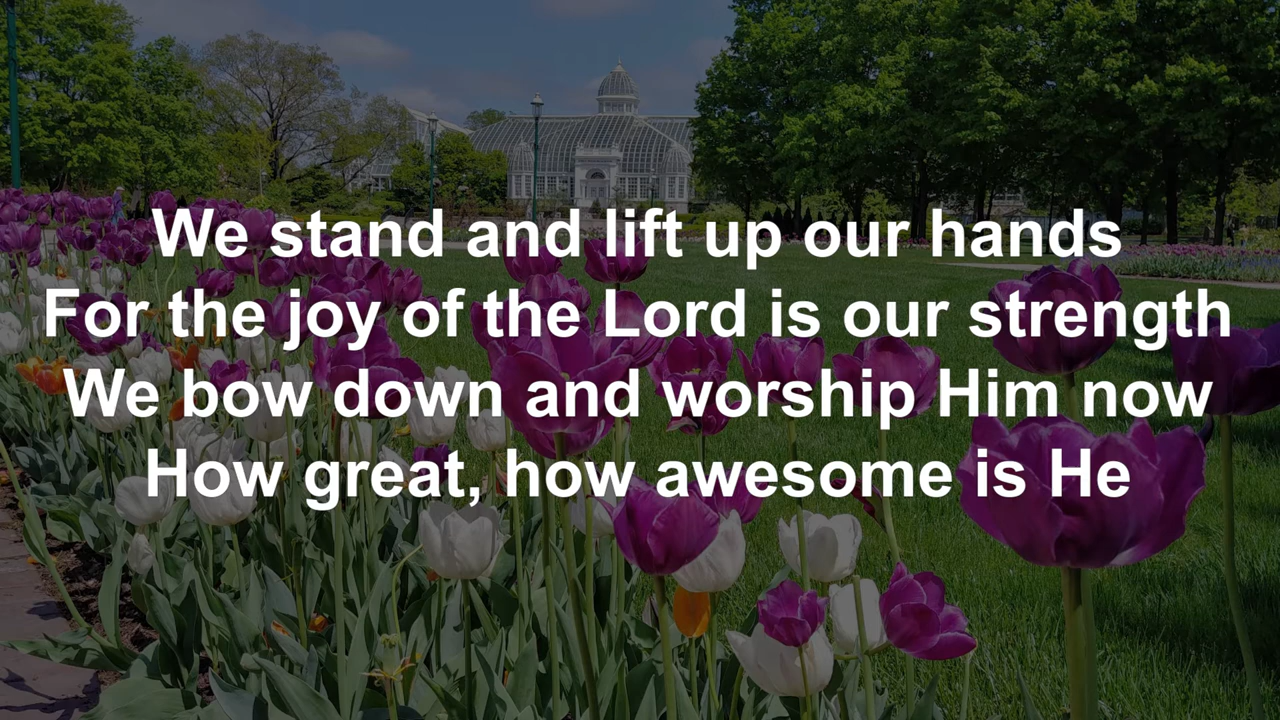 We stand and lift up our hands
For the joy of the Lord is our strength
We bow down and worship Him now
How great, how awesome is He